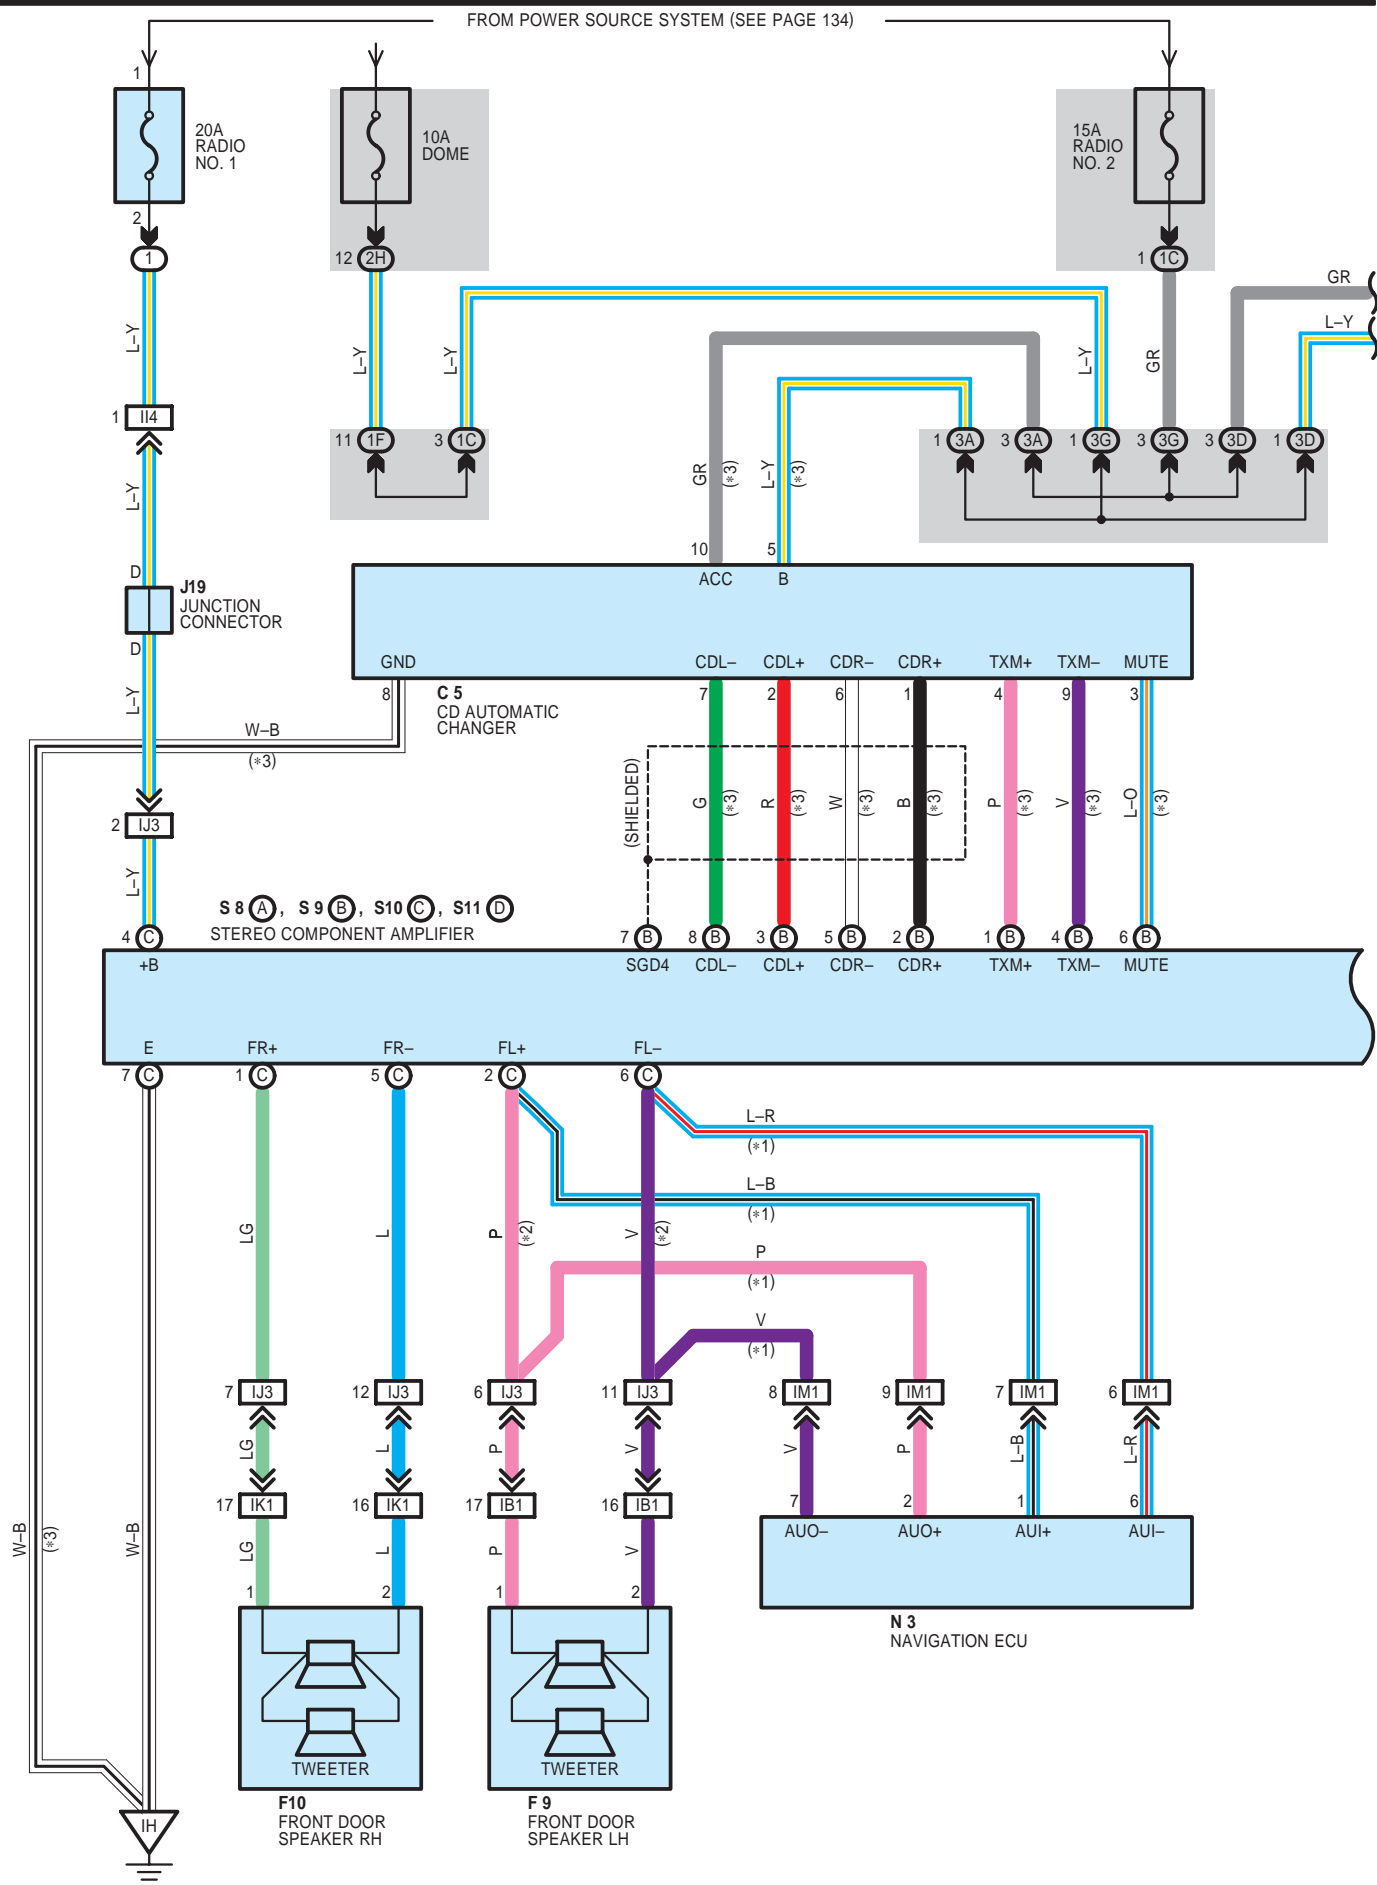 FROM POWER SOURCE SYSTEM (SEE PAGE 134)
1
20A
RADIO
NO. 1
10A
DOME
15A
RADIO
NO. 2
2
1
12 2H
1 1C
GR
L–Y
L–Y
L–Y
L–Y
L–Y
GR
1 II4
11 1F
3 1C
1 3A
3 3A
1 3G
3 3G
3 3D
1 3D
L–Y
GR
(∗3)
L–Y
(∗3)
10
5
ACC
B
D
J19
JUNCTION
CONNECTOR
D
L–Y
GND
CDL–
CDL+
CDR–
CDR+
TXM+
TXM–
MUTE
8
7
2
6
1
4
9
3
C 5
CD AUTOMATIC
CHANGER
W–B
(∗3)
(SHIELDED)
G
(∗3)
R
(∗3)
W
(∗3)
B
(∗3)
P
(∗3)
V
(∗3)
L–O
(∗3)
2 IJ3
L–Y
S 8 A , S 9 B , S10 C , S11 D
STEREO COMPONENT AMPLIFIER
4 C
7 B
8 B
3 B
5 B
2 B
1 B
4 B
6 B
+B
SGD4
CDL–
CDL+
CDR–
CDR+
TXM+
TXM–
MUTE
E
FR+
FR–
FL+
FL–
7 C
1 C
5 C
2 C
6 C
L–R
(∗1)
L–B
(∗1)
LG
L
P
(∗2)
V
(∗2)
P
(∗1)
V
(∗1)
7 IJ3
12 IJ3
6 IJ3
11 IJ3
8 IM1
9 IM1
7 IM1
6 IM1
LG
L
P
V
V
P
L–B
L–R
17 IK1
16 IK1
17 IB1
16 IB1
7
2
1
6
AUO–
AUO+
AUI+
AUI–
W–B
(∗3)
W–B
LG
L
P
V
1
2
1
2
N 3
NAVIGATION ECU
TWEETER
TWEETER
F10
FRONT DOOR
SPEAKER RH
F 9
FRONT DOOR
SPEAKER LH
IH